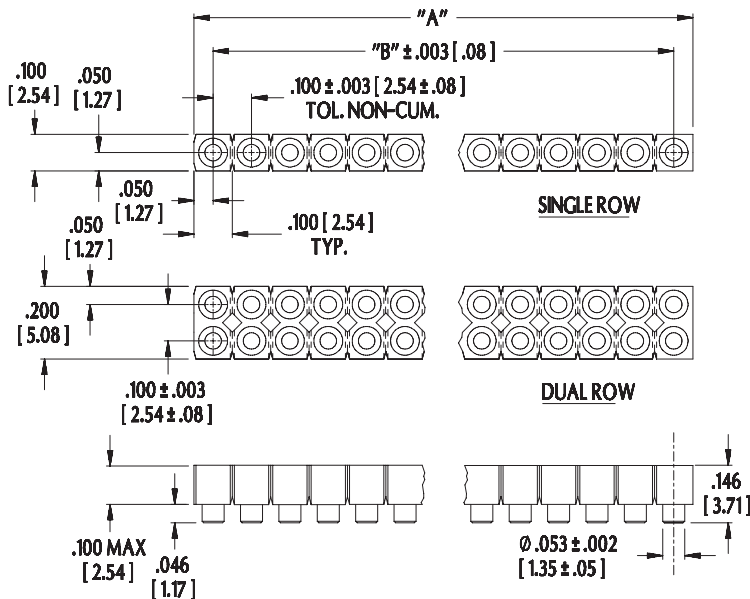 "A"
"B" ±.003 [ .08 ]
.100
[ 2.54 ]
.050
[ 1.27 ]
.100 ±.003 [ 2.54 ±.08 ]
TOL. NON-CUM.
.050
[ 1.27 ]
.100 [ 2.54 ]
TYP.
SINGLE ROW
.050
[ 1.27 ]
.200
[ 5.08 ]
.100 ±.003
[ 2.54 ±.08 ]
DUAL ROW
.100 MAX
[ 2.54 ]
.046
[ 1.17 ]
Ø .053 ±.002
[ 1.35 ±.05 ]
.146
[ 3.71 ]